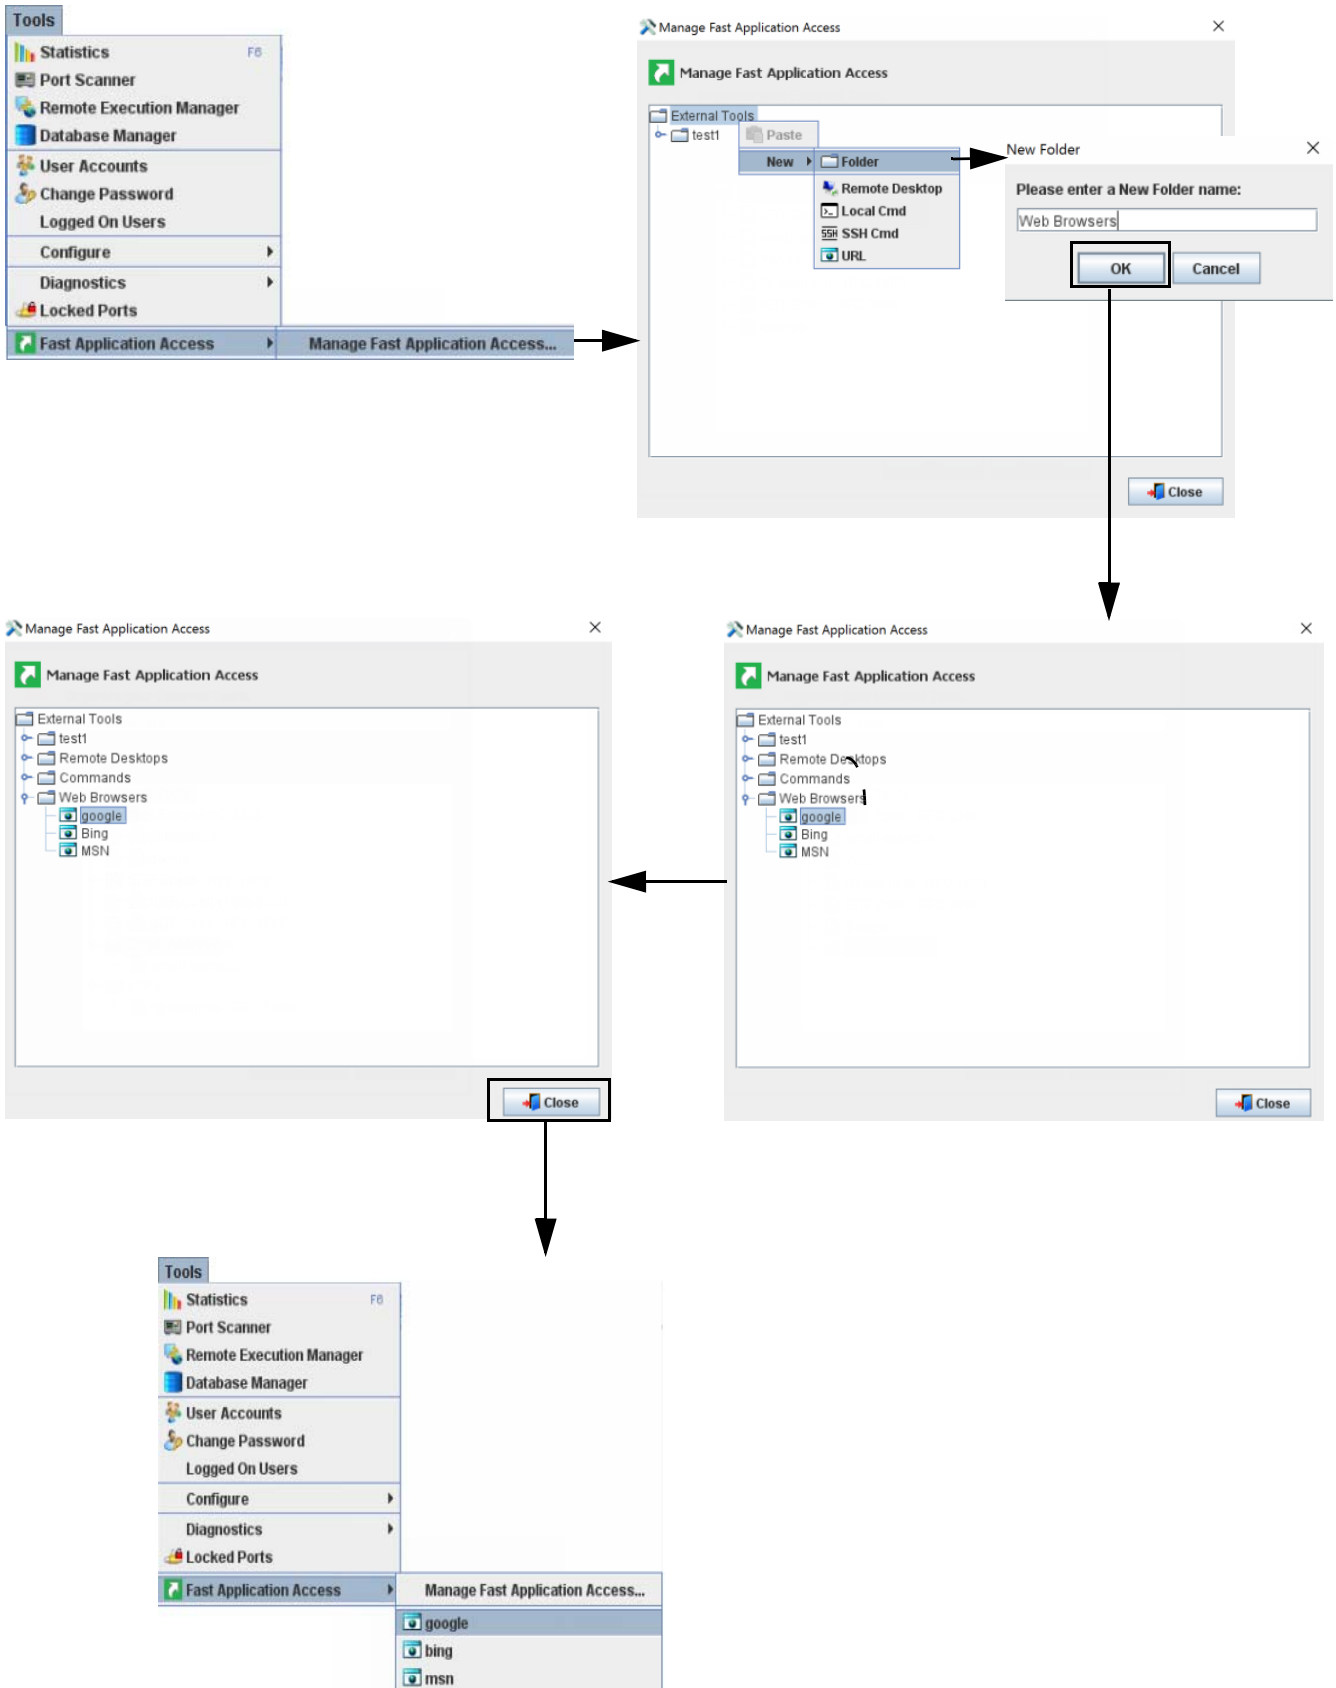 Tools
Statistics F6
Port Scanner
Remote Execution Manager
Database Manager
User Accounts
Change Password
Logged On Users
Configure
Diagnostics
Locked Ports
Fast Application Access
Manage Fast Application Access...
Manage Fast Application Access
Manage Fast Application Access
External Tools
test1
Paste
New
Folder
Remote Desktop
Local Cmd
SSH SSH Cmd
URL
Close
New Folder
Please enter a New Folder name:
Web Browsers
OK
Cancel
Manage Fast Application Access
Manage Fast Application Access
External Tools
test1
Remote Desktops
Commands
Web Browsers
google
Bing
MSN
Close
Manage Fast Application Access
Manage Fast Application Access
External Tools
test1
Remote Desktops
Commands
Web Browsers
google
Bing
MSN
Close
Tools
Statistics F6
Port Scanner
Remote Execution Manager
Database Manager
User Accounts
Change Password
Logged On Users
Configure
Diagnostics
Locked Ports
Fast Application Access
Manage Fast Application Access...
google
bing
msn